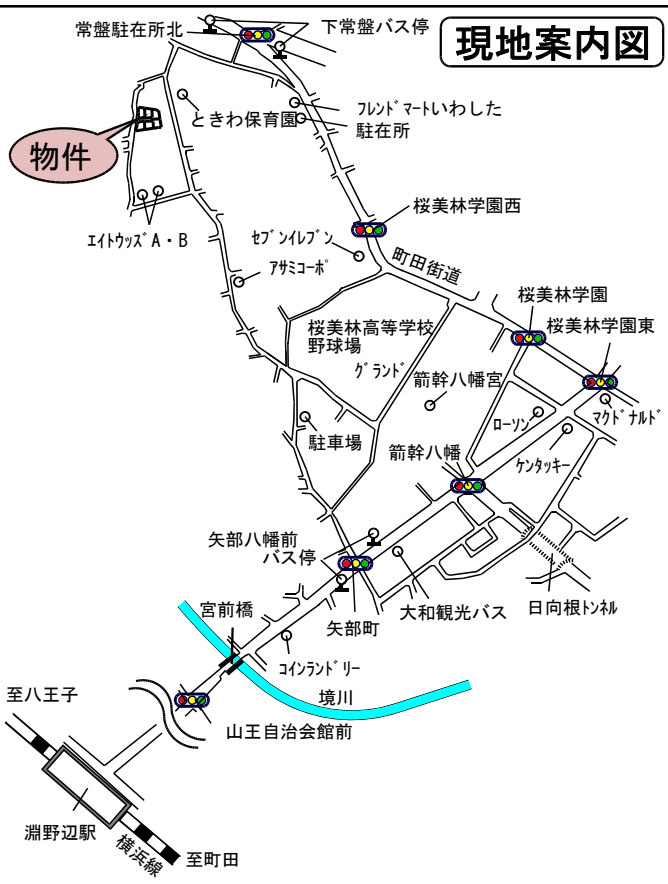 現地案内図
常盤駐在所北
下常盤バス停
ときわ保育園
フレンドマートいわした
駐在所
物件
エイトウッズA・B
セブンイレブン
アサミコーポ
桜美林学園西
町田街道
桜美林学園
桜美林学園東
桜美林高等学校
野球場
グランド
箭幹八幡宮
ローソン
マクドナルド
駐車場
箭幹八幡
ケンタッキー
矢部八幡前
バス停
矢部町
大和観光バス
日向根トンネル
宮前橋
コインランドリー
境川
山王自治会館前
至八王子
淵野辺駅
横浜線
至町田